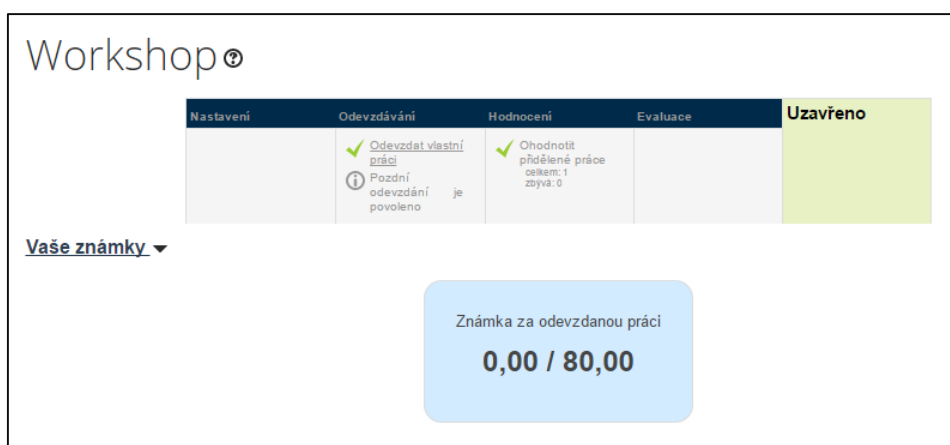 Workshop
Nastavení
Odevzdávání
Hodnocení
Evaluace
Uzavřeno
Odevzdat vlastní
práci
Pozdní
odevzdání je
povoleno
Ohodnotit
přidělené práce
celkem: 1
zbývá: 0
Vaše známky
Známka za odevzdanou práci
0,00 / 80,00